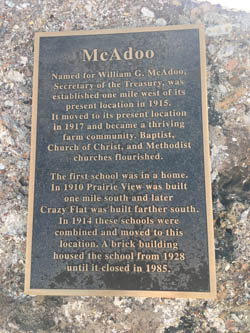 McAdoo
Named for William G. McAdoo,
Secretary of the Treasury, was
established one mile west of its
present location in 1915.
It moved to its present location
in 1917 and became a thriving
farm community. Baptist,
Church of Christ, and Methodist
churches flourished.
The first school was in a home.
In 1910 Prairie View was built
one mile south and later
Crazy Flat was built farther south.
In 1914 these schools were
combined and moved to this
location. A brick building
housed the school from 1928
until it closed in 1985.